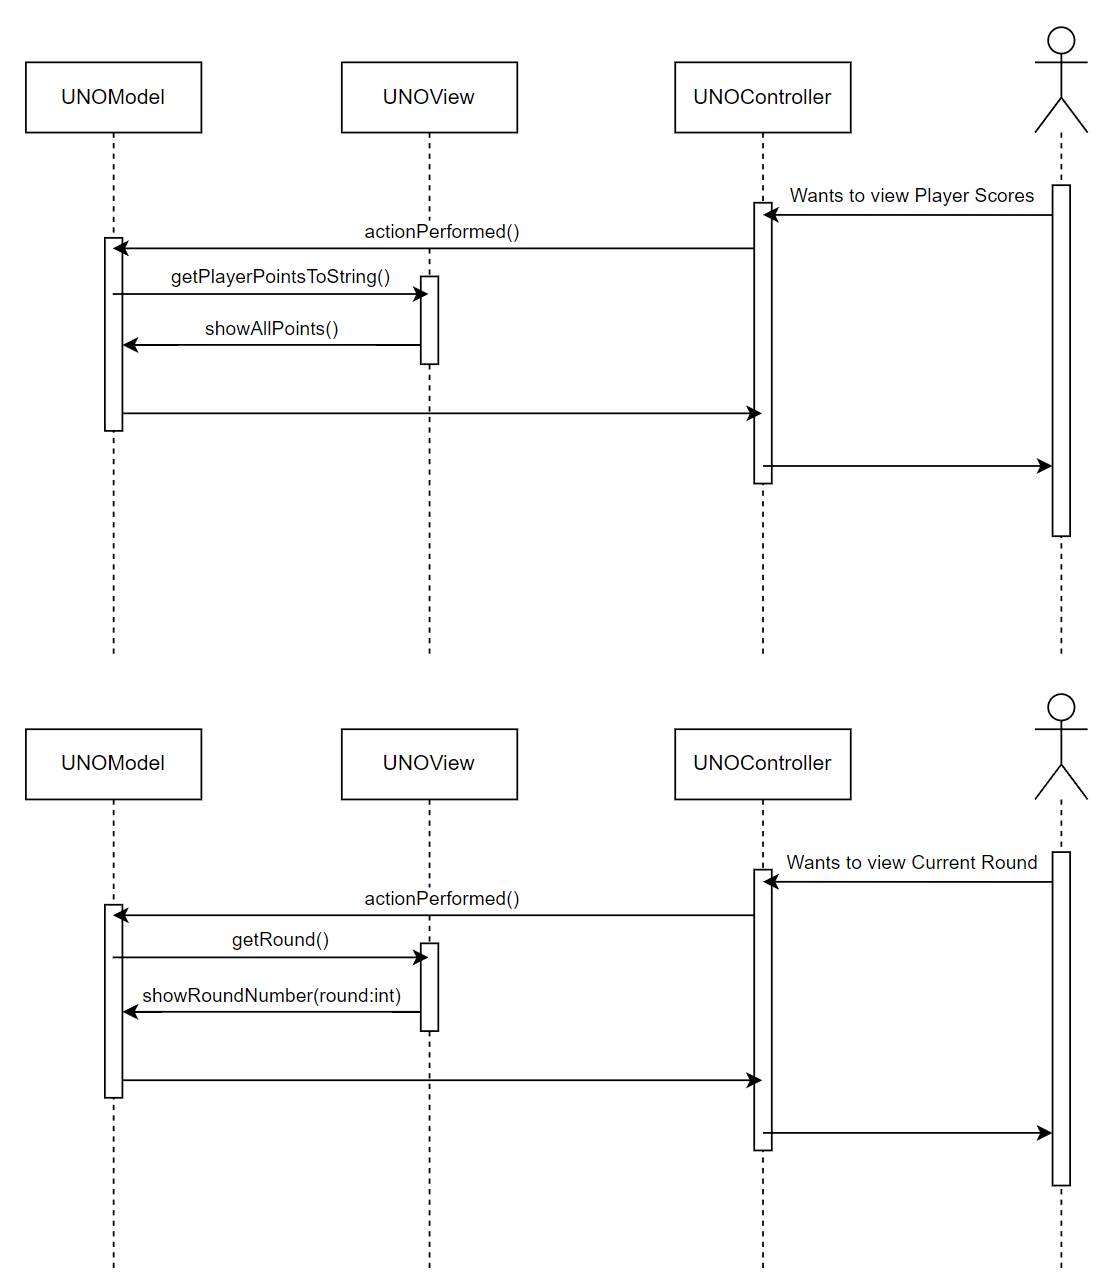 UNOModel
UNOView
UNOController
Wants to view Player Scores
actionPerformed()
getPlayerPointsToString()
showAllPoints()
UNOModel
UNOView
UNOController
Wants to view Current Round
actionPerformed()
getRound()
showRoundNumber(round:int)